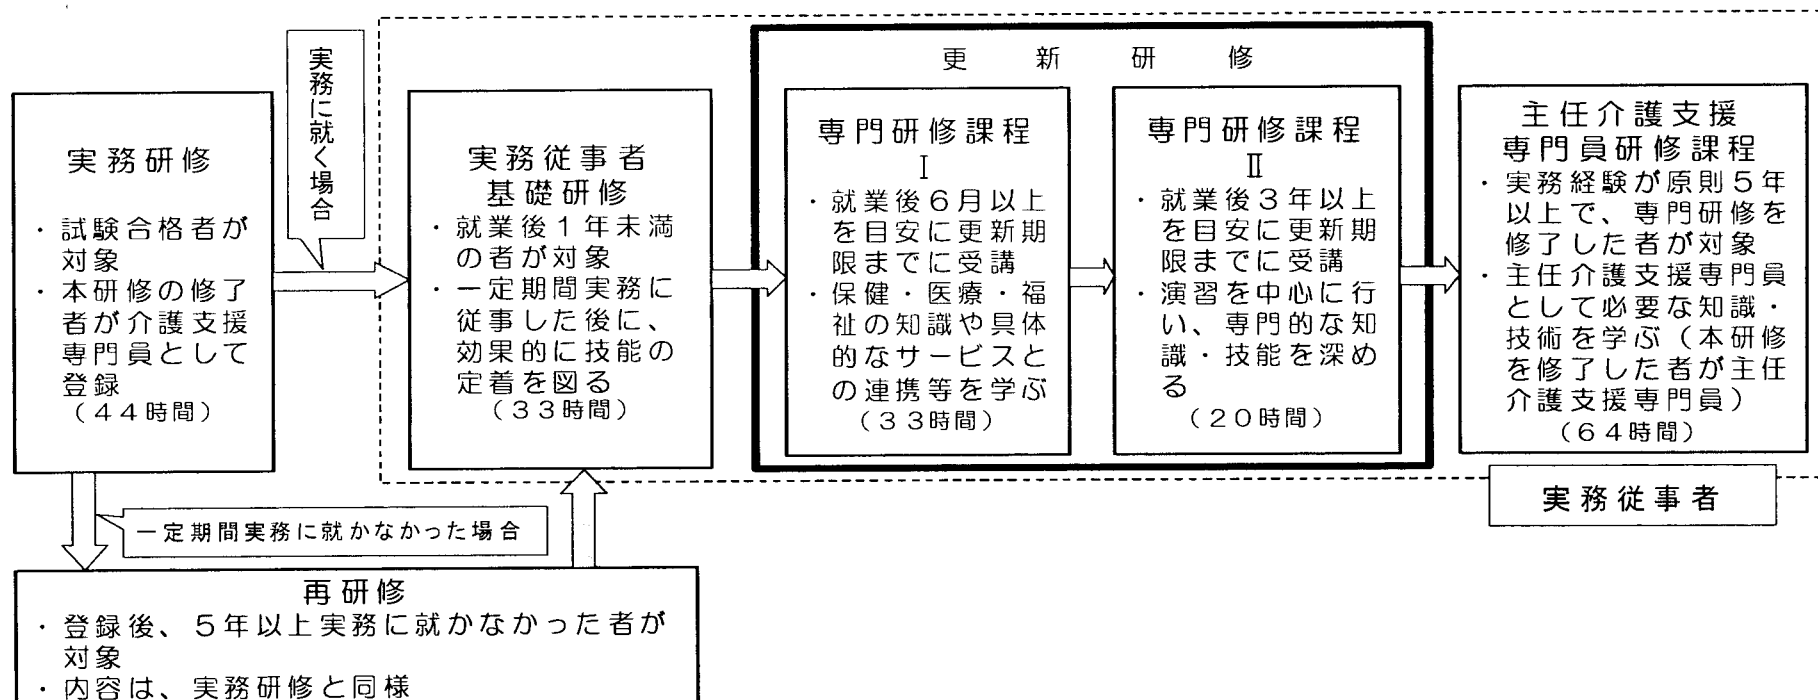 実務に就く場合
更新研修
実務研修
・試験合格者が
対象
・本研修の修了
者が介護支援
専門員として
登録
(44時間)
実務従事者
基礎研修
・就業後1年未満
の者が対象
・一定期間実務に
従事した後に、
効果的に技能の
定着を図る
(33時間)
専門研修課程
Ⅰ
・就業後6月以上
を目安に更新期
限までに受講
・保健・医療・福
祉の知識や具体
的なサービスと
の連携等を学ぶ
(33時間)
専門研修課程
Ⅱ
・就業後3年以上
を目安に更新期
限までに受講
・演習を中心に行
い、専門的な知
識・技能を深め
る
(20時間)
主任介護支援
専門員研修課程
・実務経験が原則5年
以上で、専門研修を
修了した者が対象
・主任介護支援専門員
として必要な知識・
技術を学ぶ(本研修
を修了した者が主任
介護支援専門員)
(64時間)
実務従事者
一定期間実務に就かなかった場合
再研修
・登録後、5年以上実務に就かなかった者が
対象
・内容は、実務研修と同様